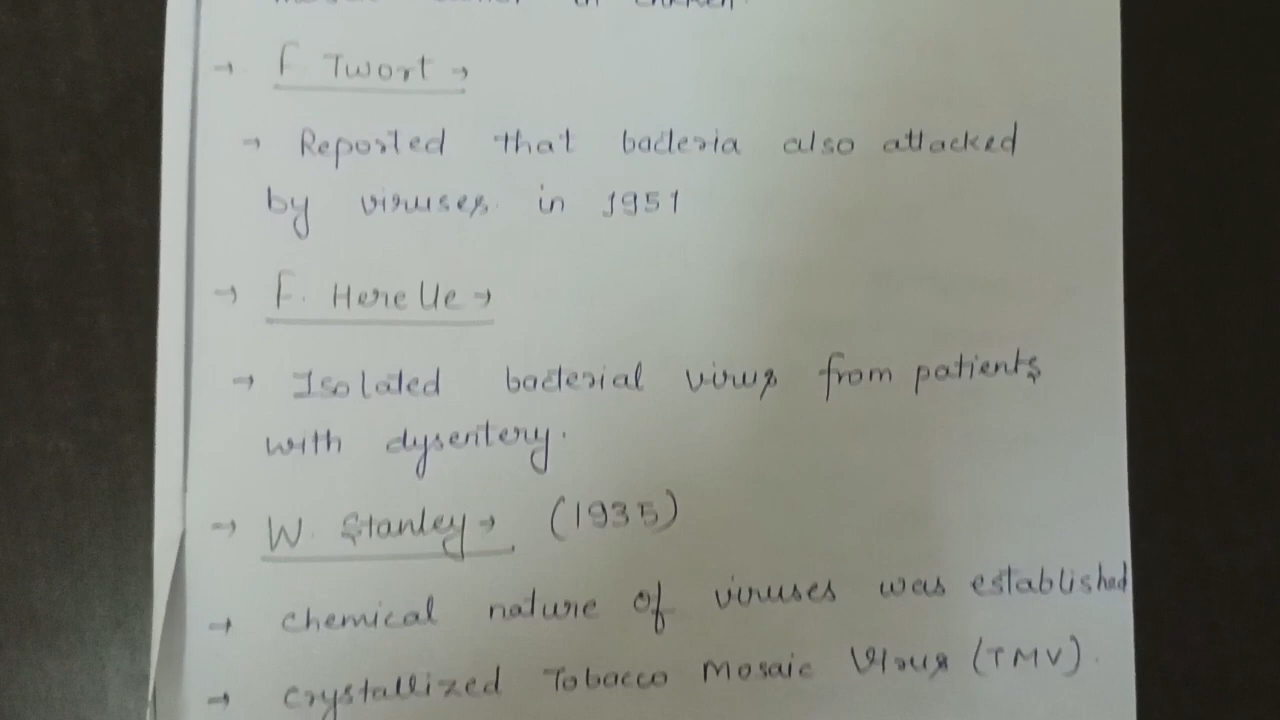 → F. Twort →
→ Reported that bacteria also attacked
by viruses in 1951
→ F. Herelle →
→ Isolated bacterial virus from patients
with dysentery.
→ W. Stanley → (1935)
→ chemical nature of viruses was established
→ crystallized Tobacco Mosaic Virus (TMV).